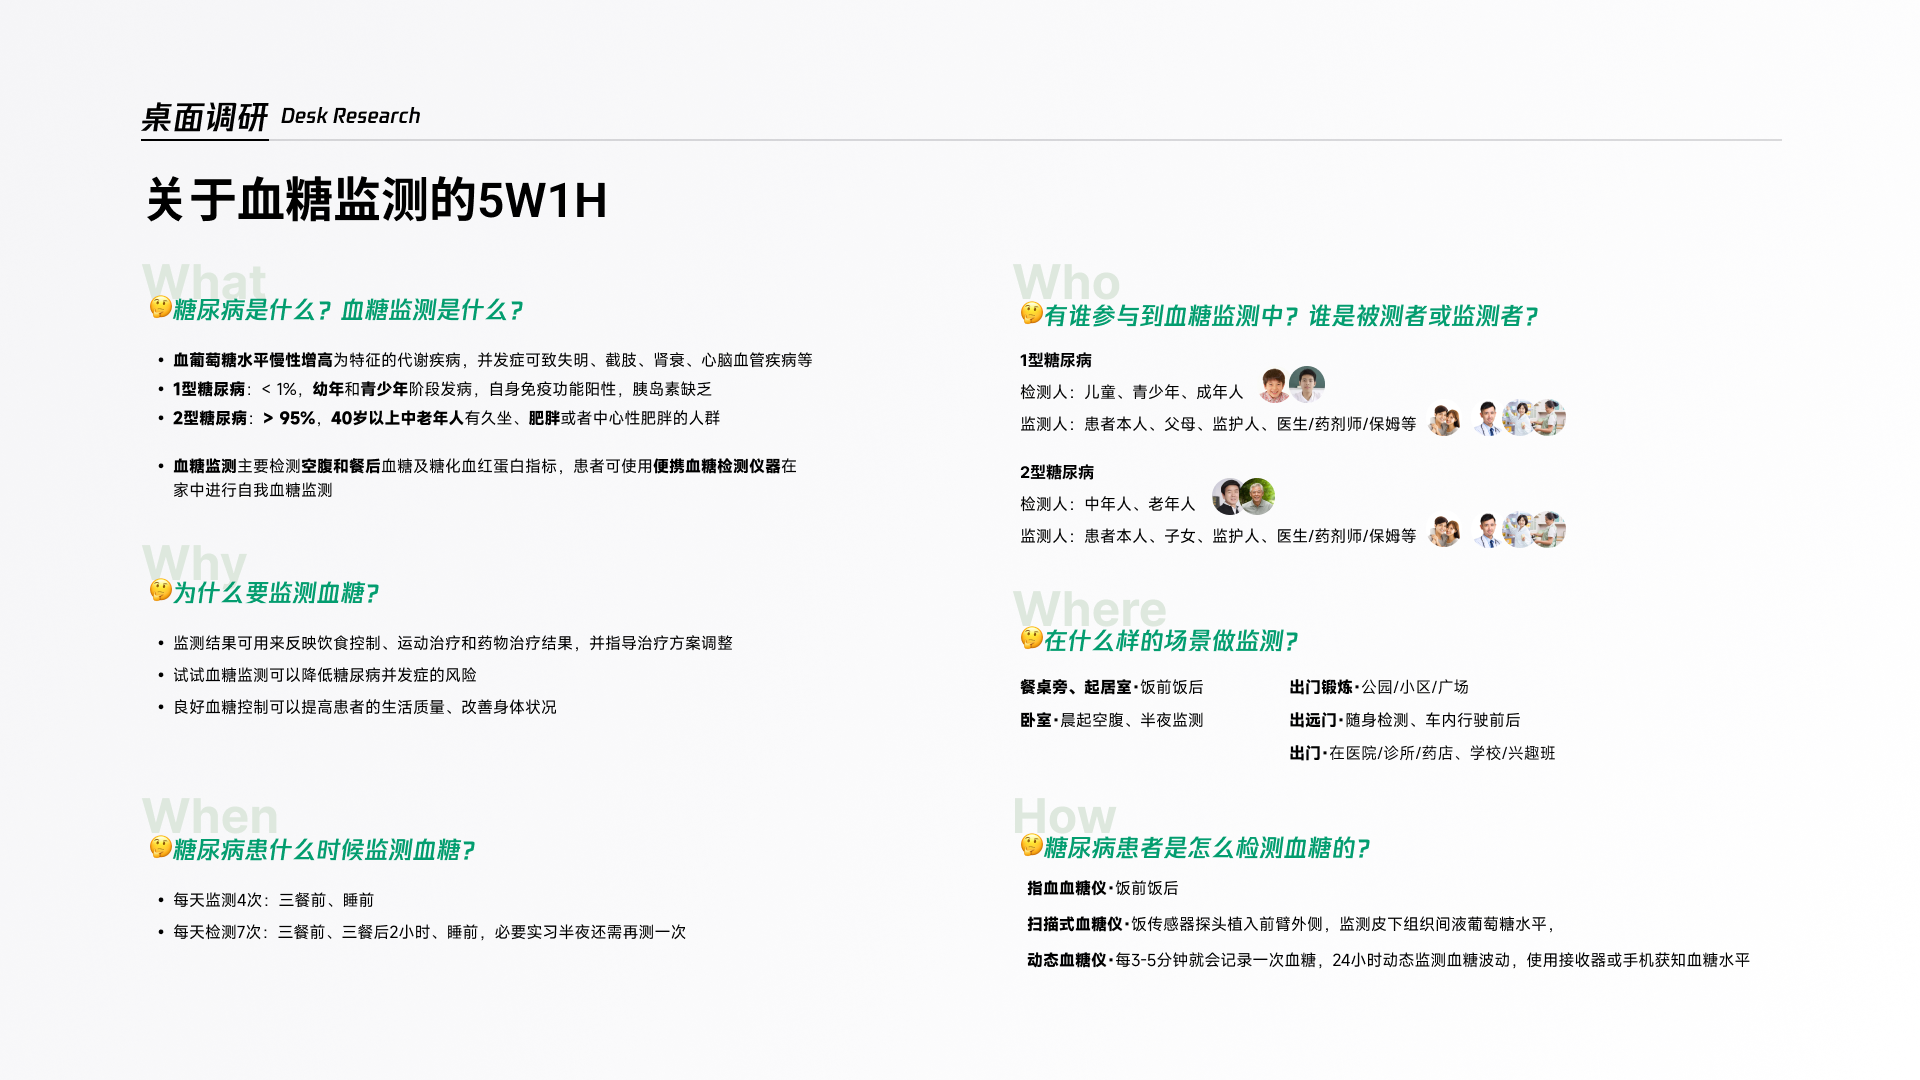 桌面调研 Desk Research
关于血糖监测的5W1H
What
🤔糖尿病是什么？血糖监测是什么？
• 血葡萄糖水平慢性增高为特征的代谢疾病，并发症可致失明、截肢、肾衰、心脑血管疾病等
• 1型糖尿病：< 1%，幼年和青少年阶段发病，自身免疫功能阳性，胰岛素缺乏
• 2型糖尿病：> 95%，40岁以上中老年人有久坐、肥胖或者中心性肥胖的人群
• 血糖监测主要检测空腹和餐后血糖及糖化血红蛋白指标，患者可使用便携血糖检测仪器在
家中进行自我血糖监测
Why
🤔为什么要监测血糖？
• 监测结果可用来反映饮食控制、运动治疗和药物治疗结果，并指导治疗方案调整
• 试试血糖监测可以降低糖尿病并发症的风险
• 良好血糖控制可以提高患者的生活质量、改善身体状况
When
🤔糖尿病患什么时候监测血糖？
• 每天监测4次：三餐前、睡前
• 每天检测7次：三餐前、三餐后2小时、睡前，必要实习半夜还需再测一次
Who
🤔有谁参与到血糖监测中？谁是被测者或监测者？
1型糖尿病
检测人：儿童、青少年、成年人
监测人：患者本人、父母、监护人、医生/药剂师/保姆等
2型糖尿病
检测人：中年人、老年人
监测人：患者本人、子女、监护人、医生/药剂师/保姆等
Where
🤔在什么样的场景做监测？
餐桌旁、起居室·饭前饭后
卧室·晨起空腹、半夜监测
出门锻炼·公园/小区/广场
出远门·随身检测、车内行驶前后
出门·在医院/诊所/药店、学校/兴趣班
How
🤔糖尿病患者是怎么检测血糖的？
指血血糖仪·饭前饭后
扫描式血糖仪·饭传感器探头植入前臂外侧，监测皮下组织间液葡萄糖水平，
动态血糖仪·每3-5分钟就会记录一次血糖，24小时动态监测血糖波动，使用接收器或手机获知血糖水平